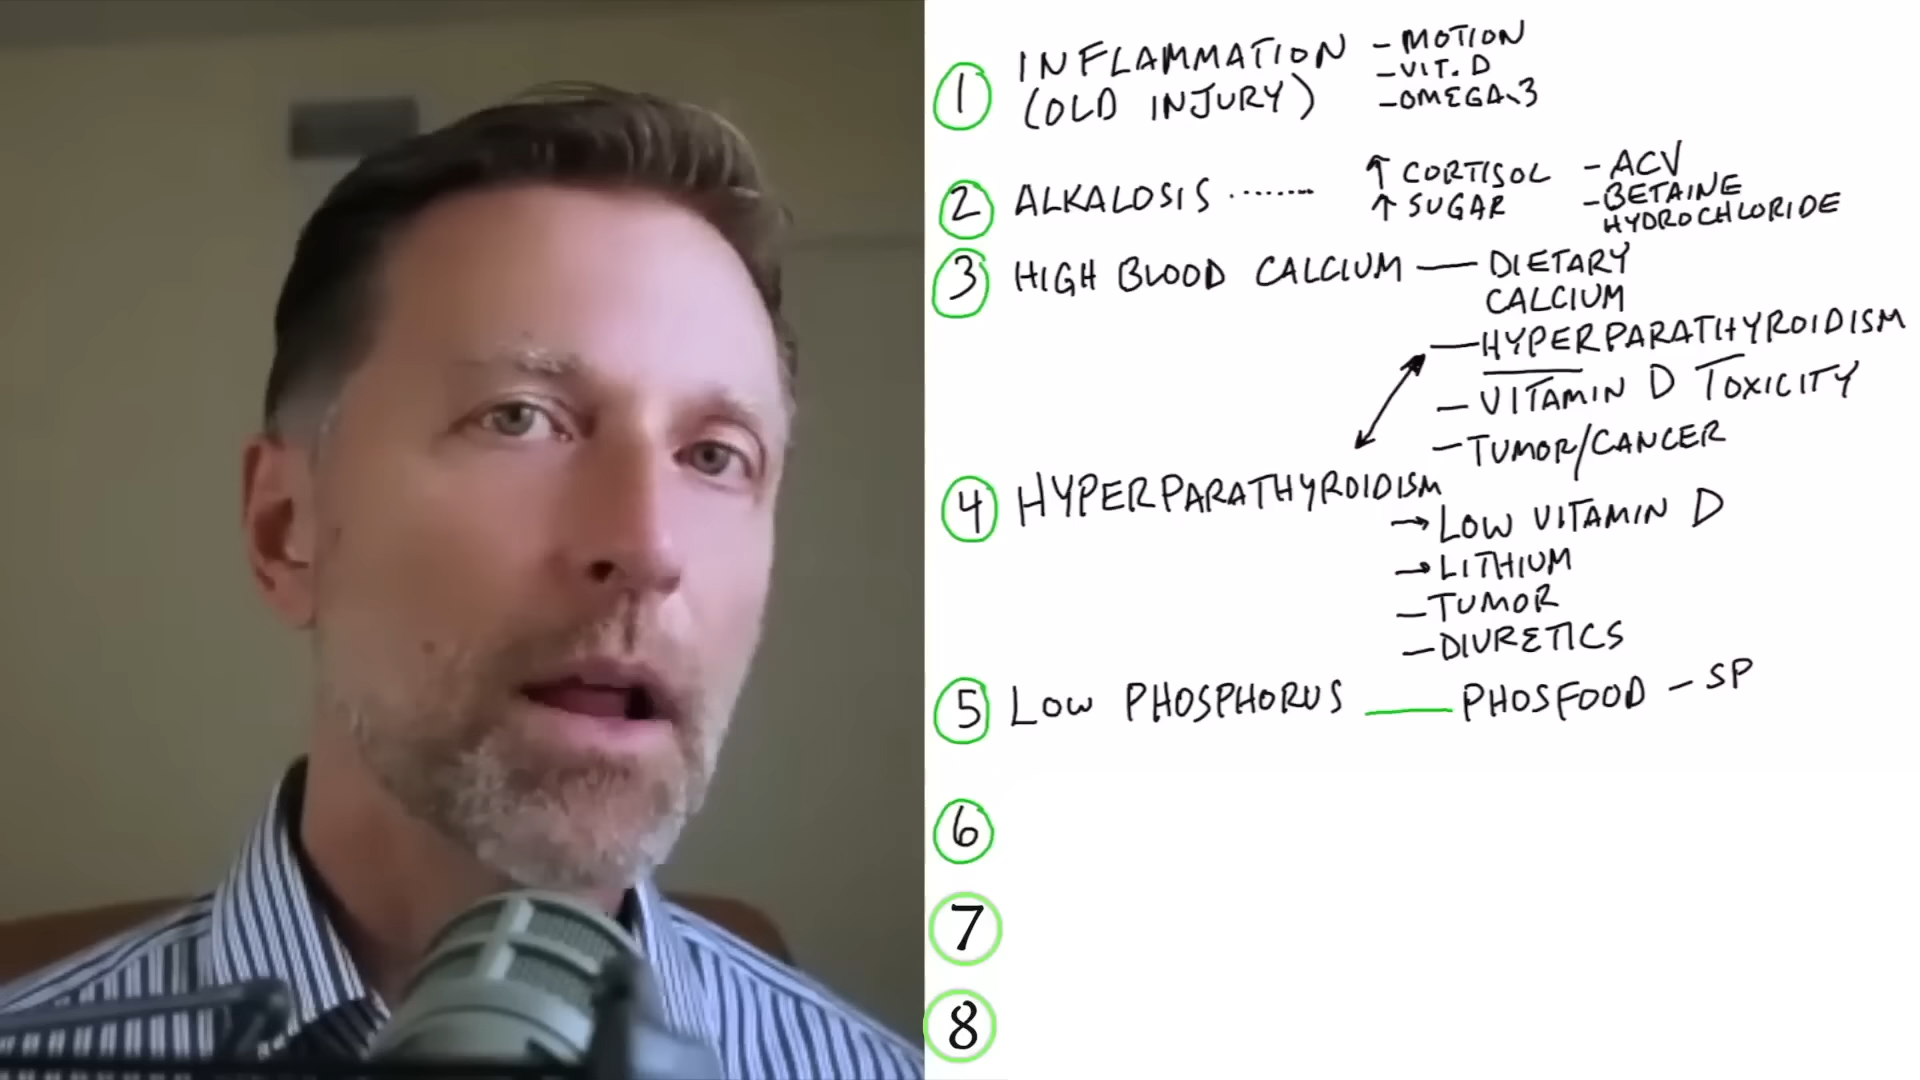 1 INFLAMMATION - MOTION
(OLD INJURY) - VIT. D
- OMEGA-3
2 ALKALOSIS ........ ↑ CORTISOL - ACV
↑ SUGAR - BETAINE
HYDROCHLORIDE
3 HIGH BLOOD CALCIUM — DIETARY
CALCIUM
— HYPERPARATHYROIDISM
- VITAMIN D TOXICITY
- TUMOR/CANCER
4 HYPERPARATHYROIDISM
→ LOW VITAMIN D
→ LITHIUM
- TUMOR
- DIURETICS
5 LOW PHOSPHORUS — PHOSFOOD - SP
6
7
8